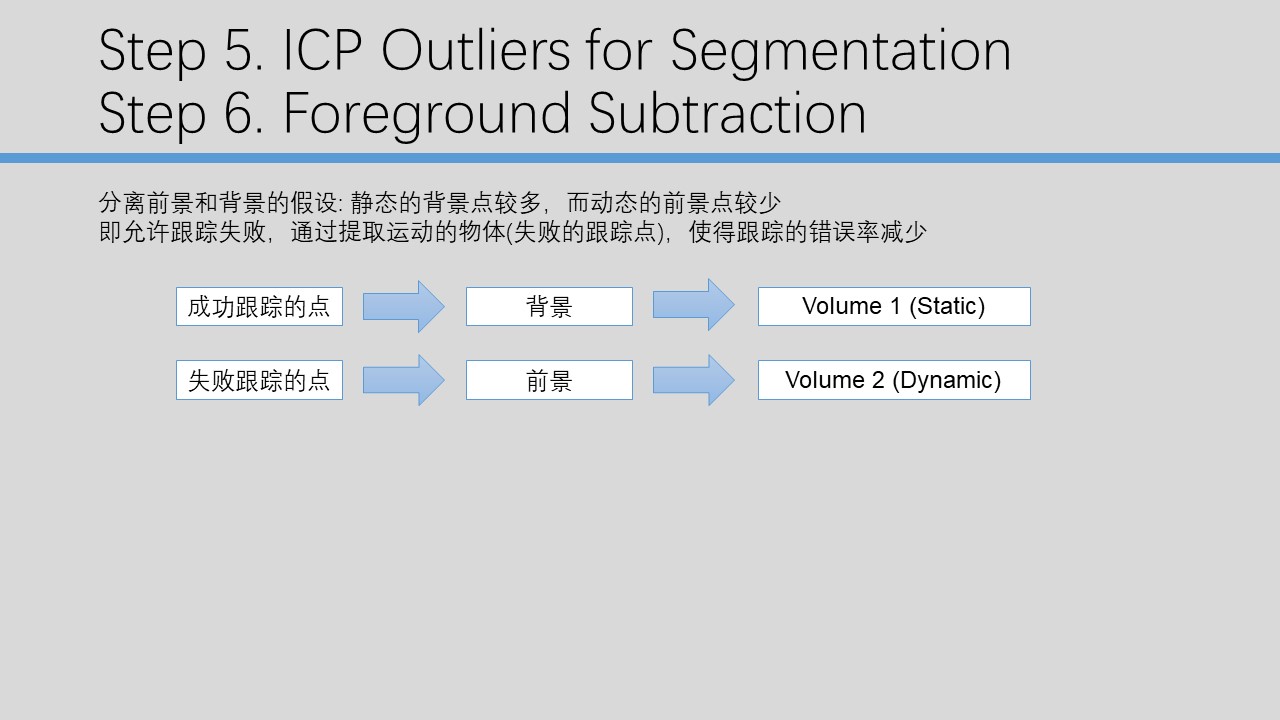 Step 5. ICP Outliers for Segmentation
Step 6. Foreground Subtraction
分离前景和背景的假设: 静态的背景点较多，而动态的前景点较少
即允许跟踪失败，通过提取运动的物体(失败的跟踪点)，使得跟踪的错误率减少
成功跟踪的点
背景
Volume 1 (Static)
失败跟踪的点
前景
Volume 2 (Dynamic)